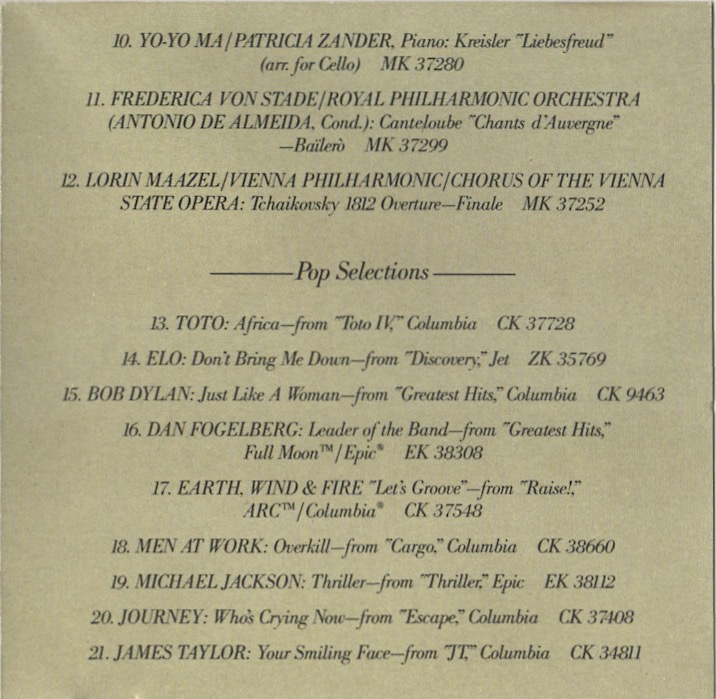 10. YO-YO MA/PATRICIA ZANDER, Piano: Kreisler "Liebesfreud"
(arr. for Cello) MK 37280
11. FREDERICA VON STADE/ROYAL PHILHARMONIC ORCHESTRA
(ANTONIO DE ALMEIDA, Cond.): Canteloube "Chants d'Auvergne"
—Baïlerò MK 37299
12. LORIN MAAZEL/VIENNA PHILHARMONIC/CHORUS OF THE VIENNA
STATE OPERA: Tchaikovsky 1812 Overture—Finale MK 37252
Pop Selections
13. TOTO: Africa—from "Toto IV," Columbia CK 37728
14. ELO: Don't Bring Me Down—from "Discovery," Jet ZK 35769
15. BOB DYLAN: Just Like A Woman—from "Greatest Hits," Columbia CK 9463
16. DAN FOGELBERG: Leader of the Band—from "Greatest Hits,"
Full Moon™/Epic® EK 38308
17. EARTH, WIND & FIRE "Let's Groove"—from "Raise!,"
ARC™/Columbia® CK 37548
18. MEN AT WORK: Overkill—from "Cargo," Columbia CK 38660
19. MICHAEL JACKSON: Thriller—from "Thriller," Epic EK 38112
20. JOURNEY: Who's Crying Now—from "Escape," Columbia CK 37408
21. JAMES TAYLOR: Your Smiling Face—from "JT," Columbia CK 34811